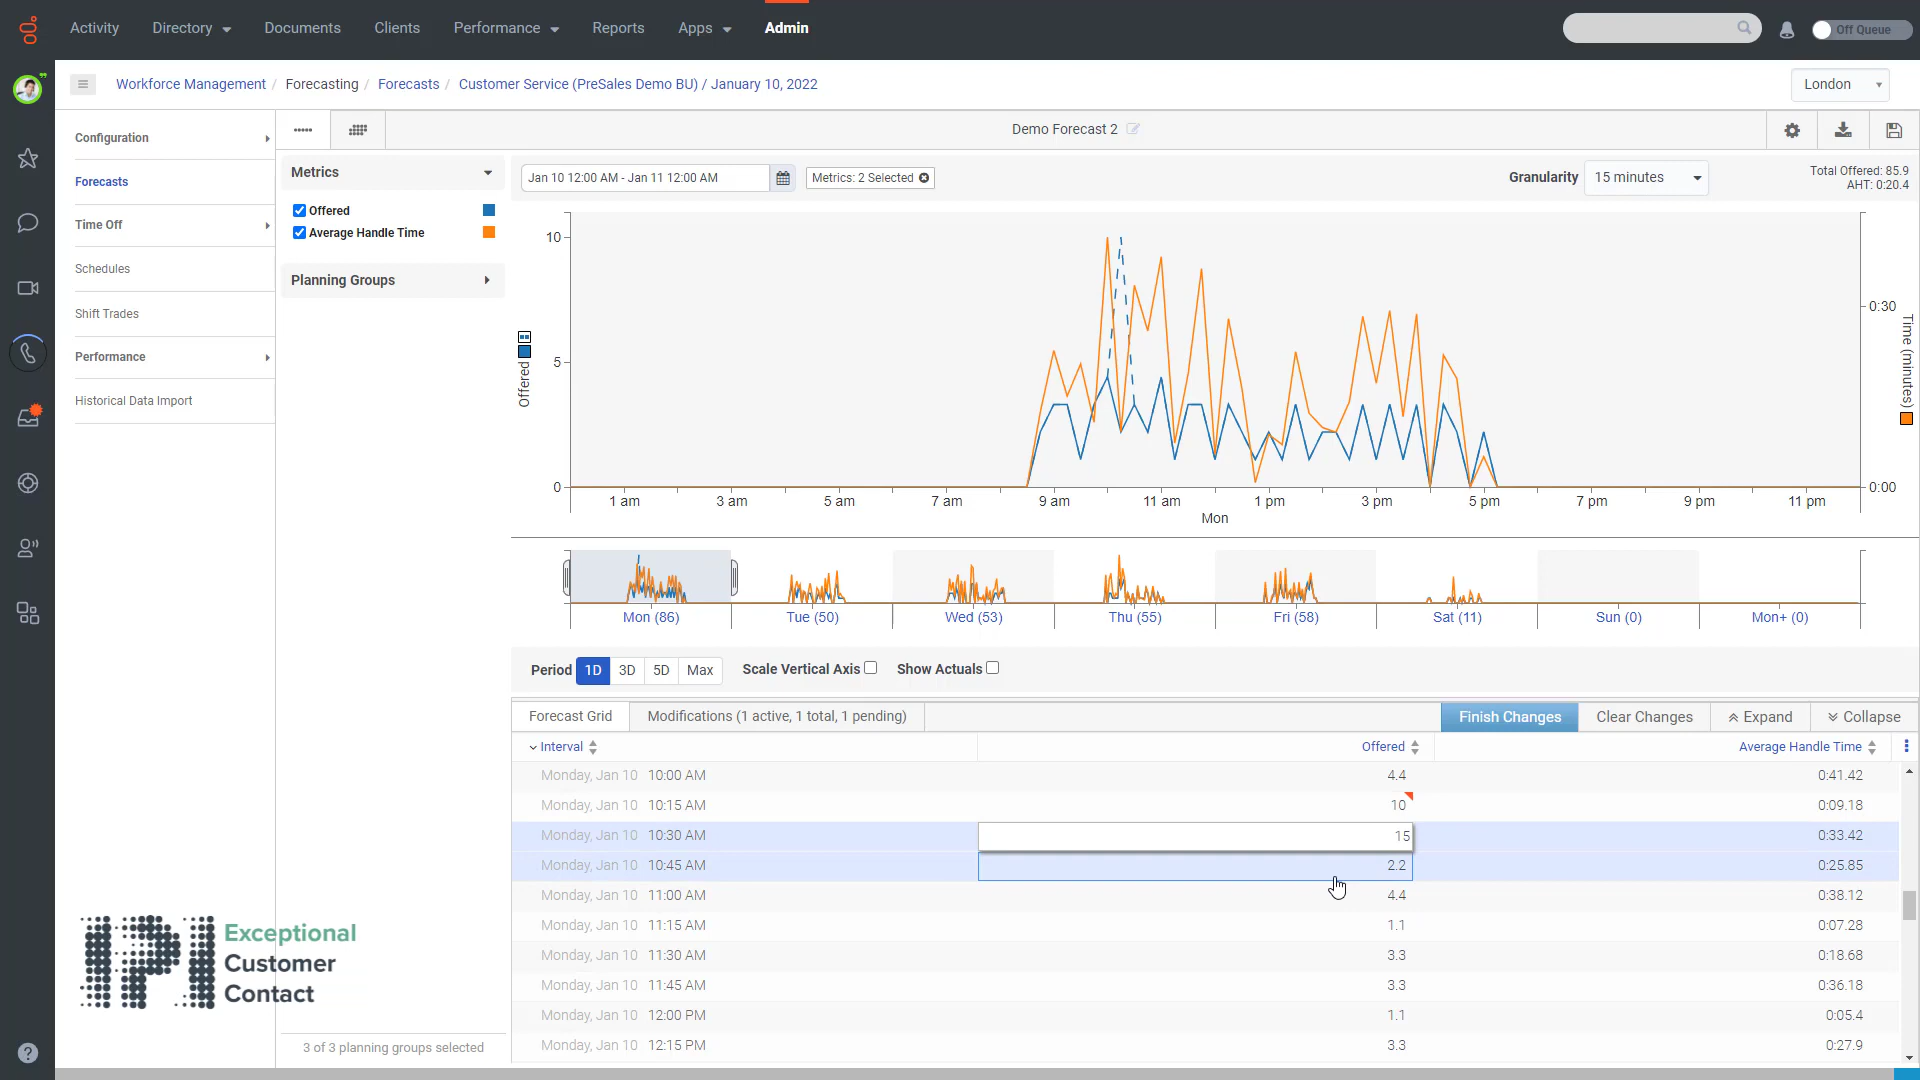 Activity
Directory
Documents
Clients
Performance
Reports
Apps
Admin
Off Queue
Workforce Management / Forecasting / Forecasts / Customer Service (PreSales Demo BU) / January 10, 2022
London
Configuration
Forecasts
Time Off
Schedules
Shift Trades
Performance
Historical Data Import
Demo Forecast 2
Metrics
Offered
Average Handle Time
Planning Groups
3 of 3 planning groups selected
Jan 10 12:00 AM - Jan 11 12:00 AM
Metrics: 2 Selected
Granularity
15 minutes
Total Offered: 85.9
AHT: 0:20.4
10
5
0
Offered
0:30
0:00
Time (minutes)
1 am 3 am 5 am 7 am 9 am 11 am 1 pm 3 pm 5 pm 7 pm 9 pm 11 pm
Mon
Mon (86) Tue (50) Wed (53) Thu (55) Fri (58) Sat (11) Sun (0) Mon+ (0)
Period 1D 3D 5D Max Scale Vertical Axis Show Actuals
Forecast Grid
Modifications (1 active, 1 total, 1 pending)
Finish Changes
Clear Changes
Expand
Collapse
Interval Offered Average Handle Time
Monday, Jan 10 10:00 AM 4.4 0:41.42
Monday, Jan 10 10:15 AM 10 0:09.18
Monday, Jan 10 10:30 AM 15 0:33.42
Monday, Jan 10 10:45 AM 2.2 0:25.85
Monday, Jan 10 11:00 AM 4.4 0:38.12
Monday, Jan 10 11:15 AM 1.1 0:07.28
Monday, Jan 10 11:30 AM 3.3 0:18.68
Monday, Jan 10 11:45 AM 3.3 0:36.18
Monday, Jan 10 12:00 PM 1.1 0:05.4
Monday, Jan 10 12:15 PM 3.3 0:27.9
IPI
Exceptional
Customer
Contact